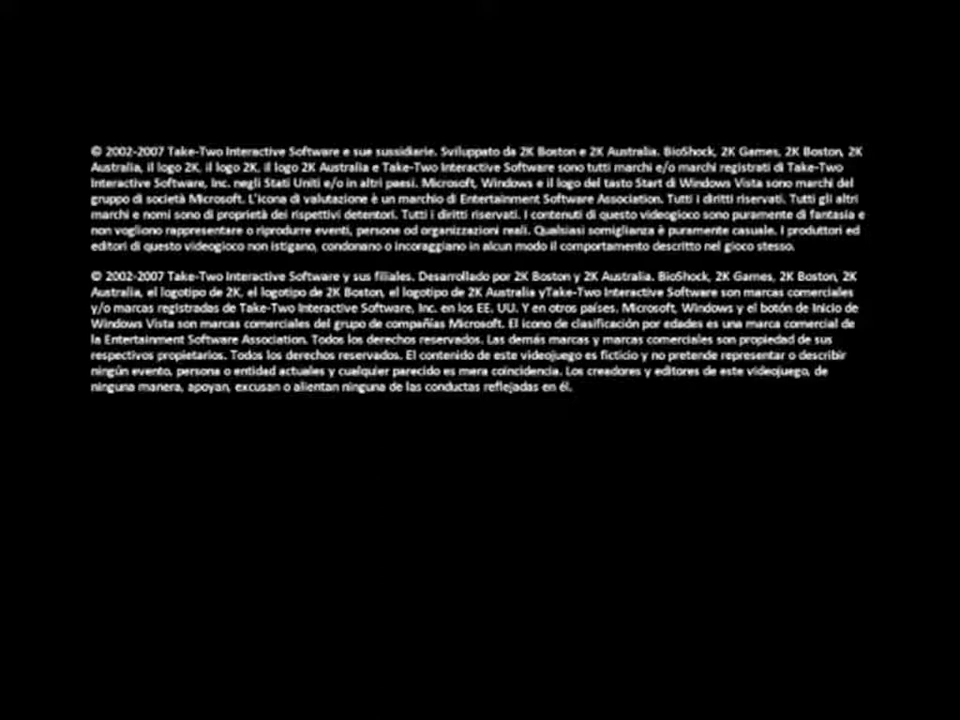 © 2002-2007 Take-Two Interactive Software e sue sussidiarie. Sviluppato da 2K Boston e 2K Australia. BioShock, 2K Games, 2K Boston, 2K
Australia, il logo 2K, il logo 2K, il logo 2K Australia e Take-Two Interactive Software sono tutti marchi e/o marchi registrati di Take-Two
Interactive Software, Inc. negli Stati Uniti e/o in altri paesi. Microsoft, Windows e il logo del tasto Start di Windows Vista sono marchi del
gruppo di società Microsoft. L'icona di valutazione è un marchio di Entertainment Software Association. Tutti i diritti riservati. Tutti gli altri
marchi e nomi sono di proprietà dei rispettivi detentori. Tutti i diritti riservati. I contenuti di questo videogioco sono puramente di fantasia e
non vogliono rappresentare o riprodurre eventi, persone od organizzazioni reali. Qualsiasi somiglianza è puramente casuale. I produttori ed
editori di questo videogioco non istigano, condonano o incoraggiano in alcun modo il comportamento descritto nel gioco stesso.
© 2002-2007 Take-Two Interactive Software y sus filiales. Desarrollado por 2K Boston y 2K Australia. BioShock, 2K Games, 2K Boston, 2K
Australia, el logotipo de 2K, el logotipo de 2K Boston, el logotipo de 2K Australia yTake-Two Interactive Software son marcas comerciales
y/o marcas registradas de Take-Two Interactive Software, Inc. en los EE. UU. Y en otros países. Microsoft, Windows y el botón de Inicio de
Windows Vista son marcas comerciales del grupo de compañías Microsoft. El icono de clasificación por edades es una marca comercial de
la Entertainment Software Association. Todos los derechos reservados. Las demás marcas y marcas comerciales son propiedad de sus
respectivos propietarios. Todos los derechos reservados. El contenido de este videojuego es ficticio y no pretende representar o describir
ningún evento, persona o entidad actuales y cualquier parecido es mera coincidencia. Los creadores y editores de este videojuego, de
ninguna manera, apoyan, excusan o alientan ninguna de las conductas reflejadas en él.